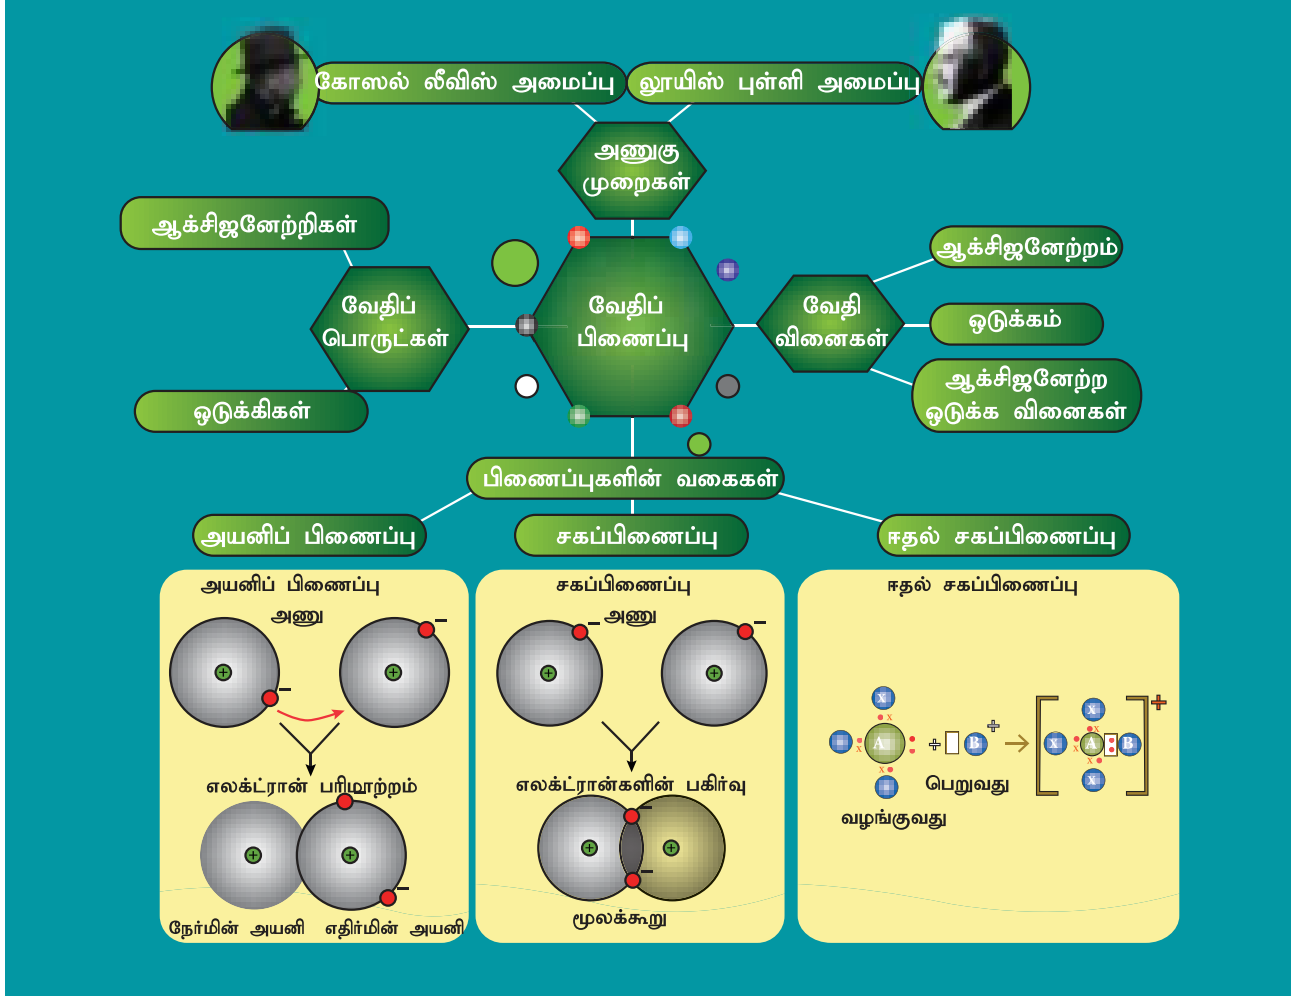 கோஸல் லீவிஸ் அமைப்பு
லூயிஸ் புள்ளி அமைப்பு
அணுகு
முறைகள்
ஆக்சிஜனேற்றிகள்
வேதிப்
பொருட்கள்
ஒடுக்கிகள்
வேதிப்
பிணைப்பு
வேதி
வினைகள்
ஆக்சிஜனேற்றம்
ஒடுக்கம்
ஆக்சிஜனேற்ற
ஒடுக்க வினைகள்
பிணைப்புகளின் வகைகள்
அயனிப் பிணைப்பு
சகப்பிணைப்பு
ஈதல் சகப்பிணைப்பு
அயனிப் பிணைப்பு
அணு
+ − + −
எலக்ட்ரான் பரிமாற்றம்
+ + −
நேர்மின் அயனி எதிர்மின் அயனி
சகப்பிணைப்பு
அணு
+ − + −
எலக்ட்ரான்களின் பகிர்வு
+ − − +
மூலக்கூறு
ஈதல் சகப்பிணைப்பு
x
x
x A + B + → [ x x A B ] +
x
x
x
x
பெறுவது
வழங்குவது